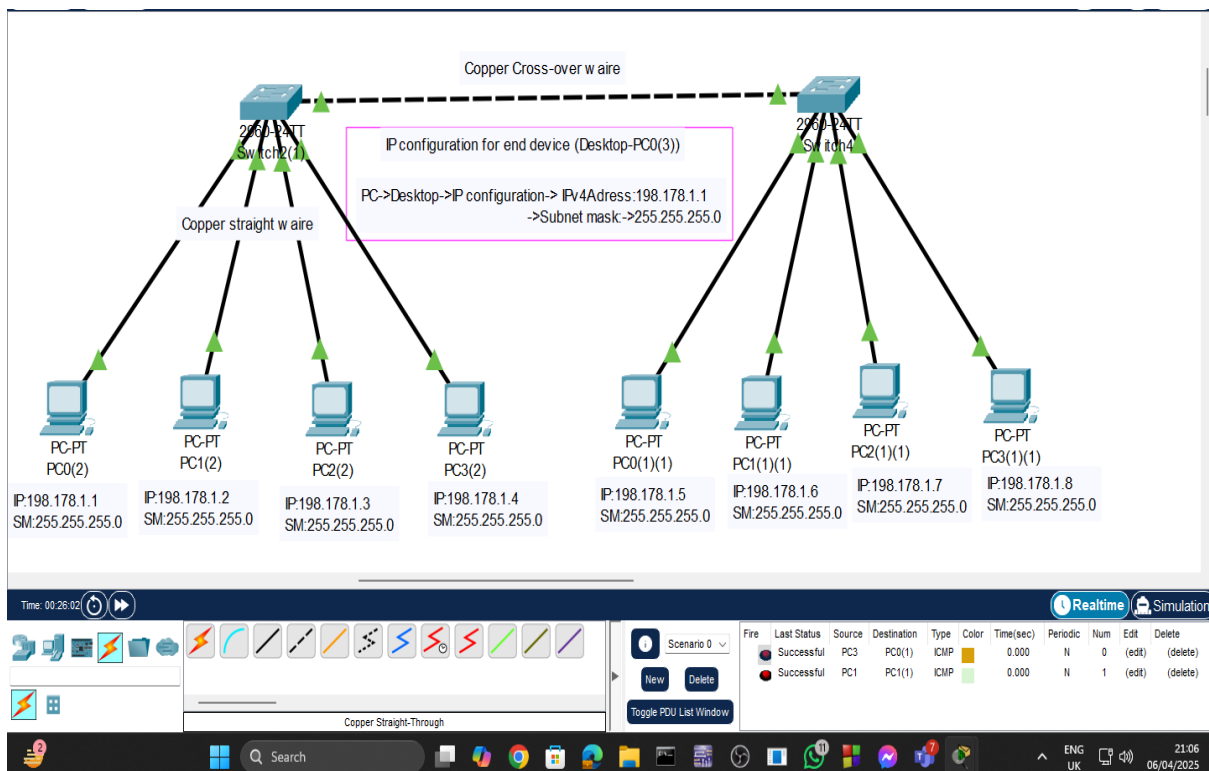 Copper Cross-over waire
2960-24TT
Switch2(1)
2960-24TT
Switch4
IP configuration for end device (Desktop-PC0(3))
PC->Desktop->IP configuration-> IPv4Adress:198.178.1.1
->Subnet mask:->255.255.255.0
Copper straight waire
PC-PT
PC0(2)
IP:198.178.1.1
SM:255.255.255.0
PC-PT
PC1(2)
IP:198.178.1.2
SM:255.255.255.0
PC-PT
PC2(2)
IP:198.178.1.3
SM:255.255.255.0
PC-PT
PC3(2)
IP:198.178.1.4
SM:255.255.255.0
PC-PT
PC0(1)(1)
IP:198.178.1.5
SM:255.255.255.0
PC-PT
PC1(1)(1)
IP:198.178.1.6
SM:255.255.255.0
PC-PT
PC2(1)(1)
IP:198.178.1.7
SM:255.255.255.0
PC-PT
PC3(1)(1)
IP:198.178.1.8
SM:255.255.255.0
Time: 00:26:02
Realtime
Simulation
Copper Straight-Through
Scenario 0
New
Delete
Toggle PDU List Window
Fire Last Status Source Destination Type Color Time(sec) Periodic Num Edit Delete
Successful PC3 PC0(1) ICMP 0.000 N 0 (edit) (delete)
Successful PC1 PC1(1) ICMP 0.000 N 1 (edit) (delete)
2
Search
11
7
ENG
UK
21:06
06/04/2025